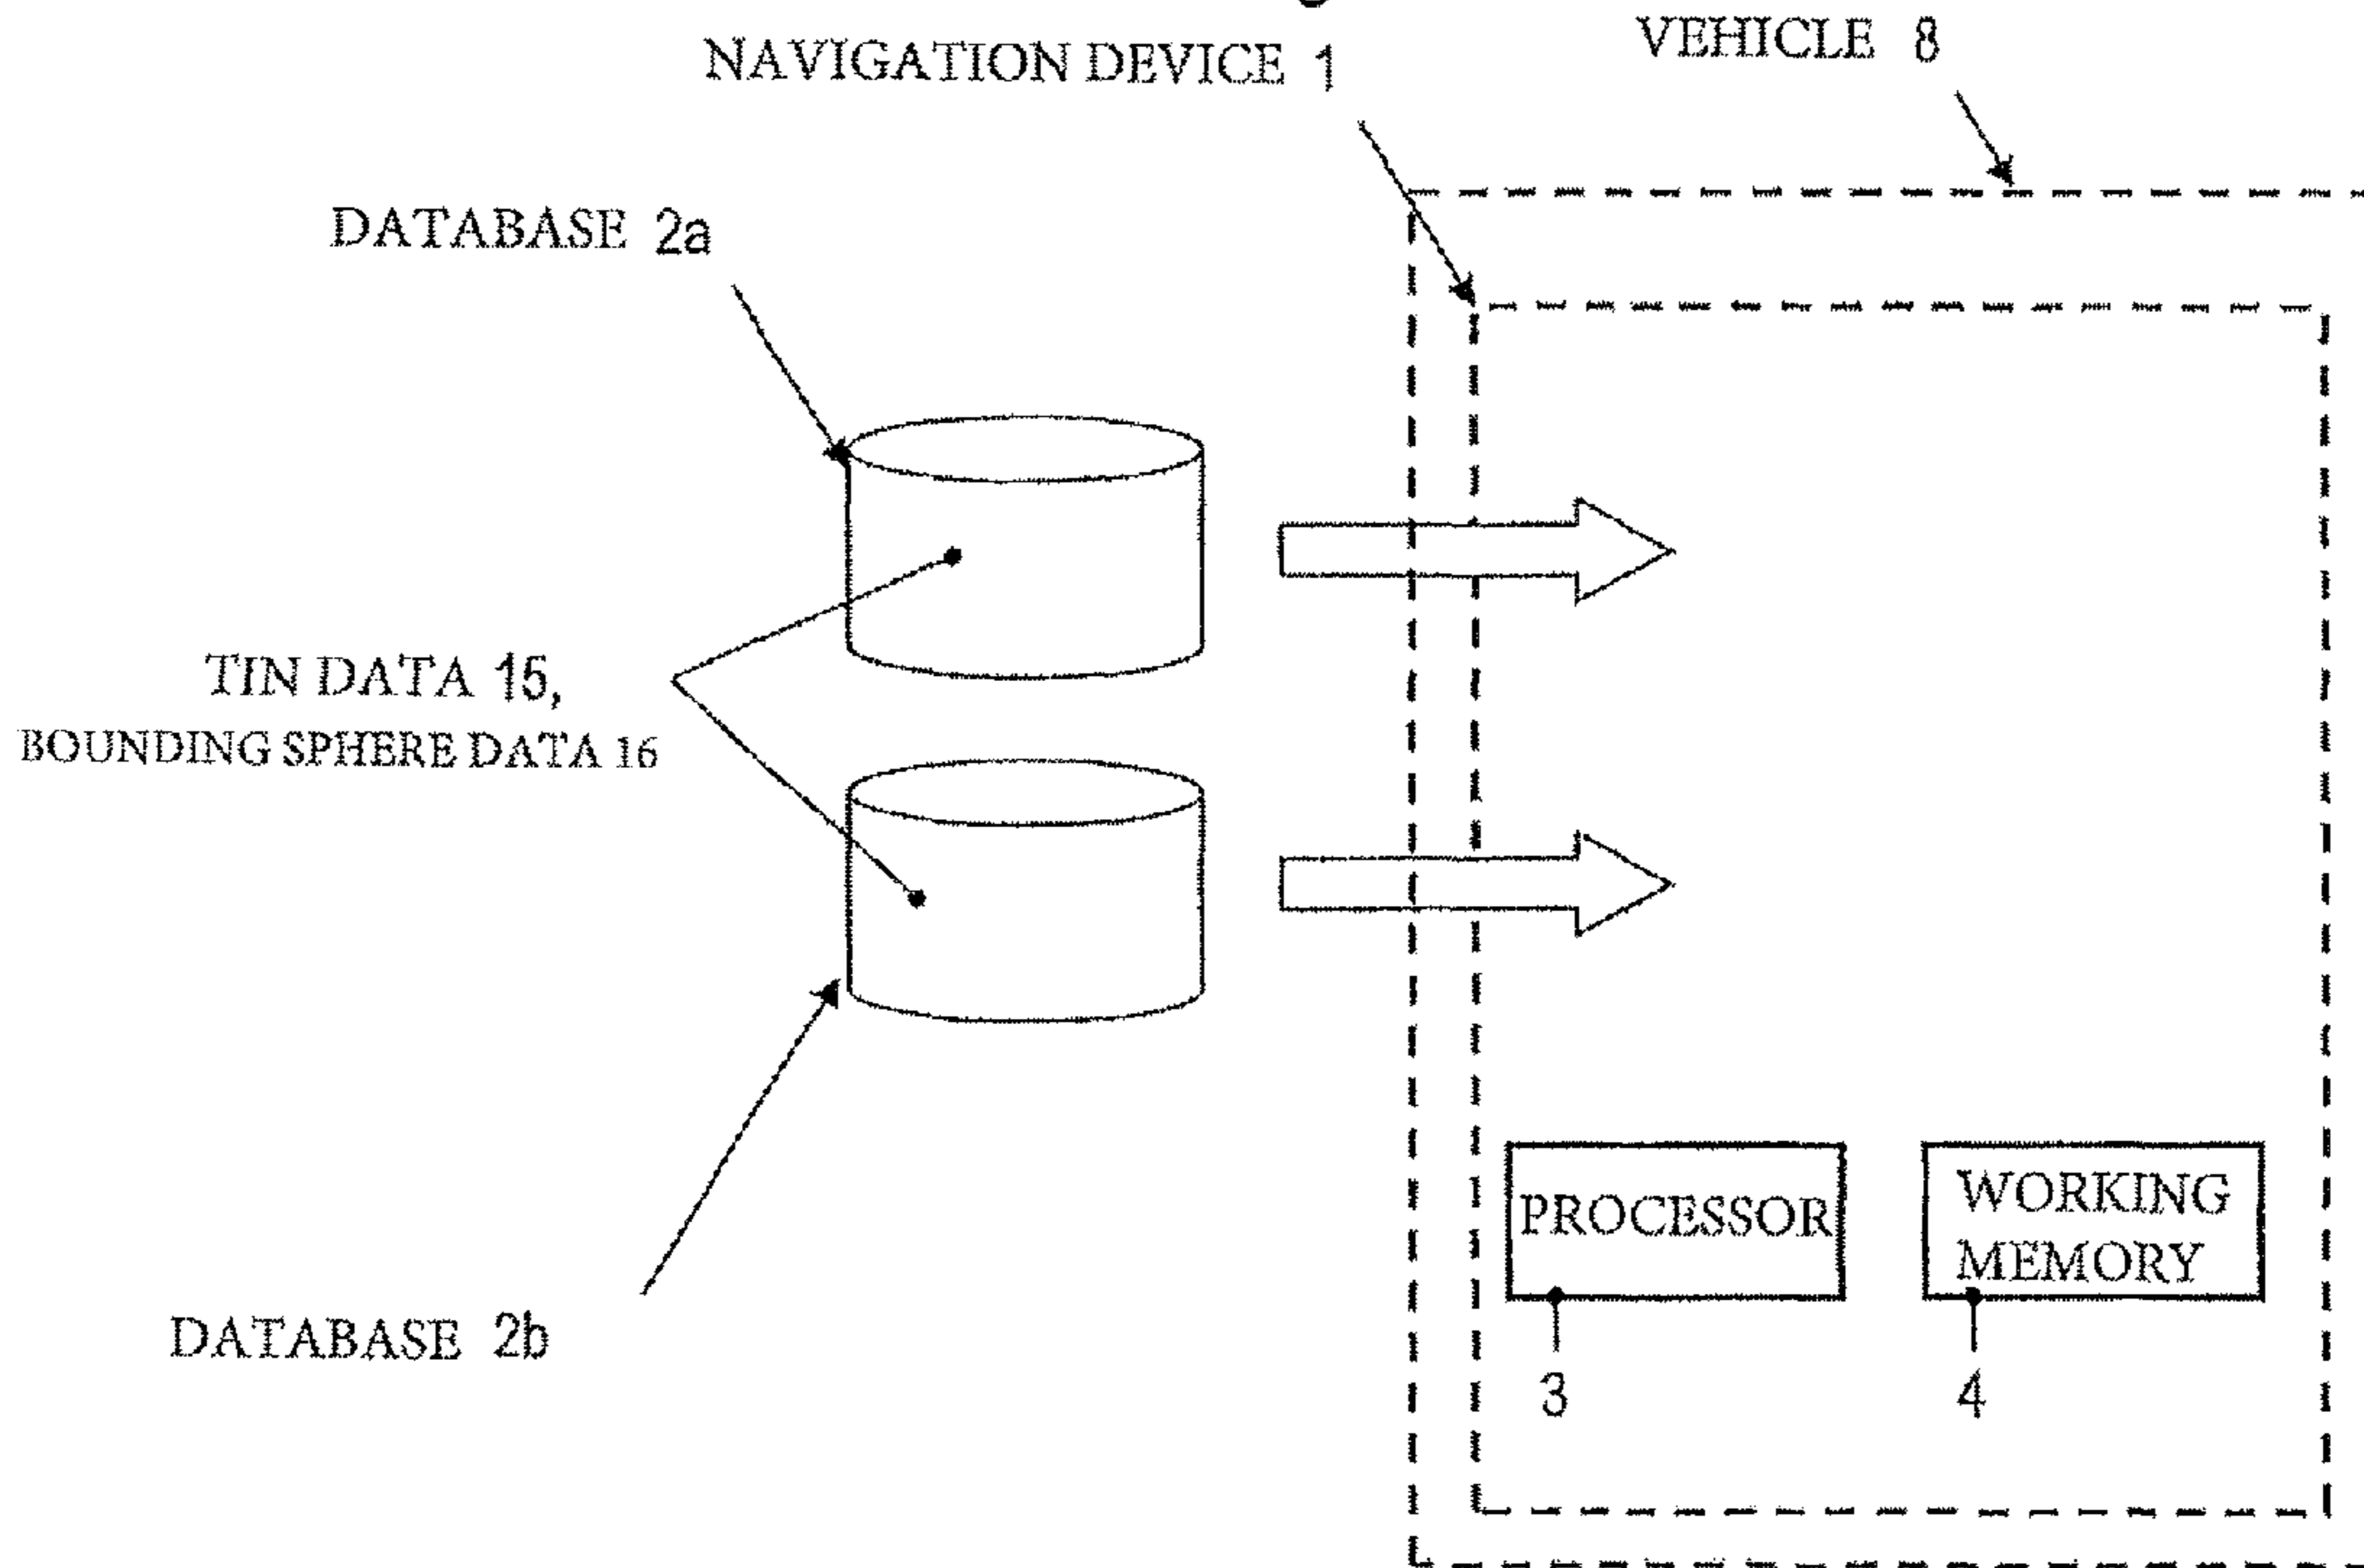 NAVIGATION DEVICE 1
VEHICLE 8
DATABASE 2a
TIN DATA 15,
BOUNDING SPHERE DATA 16
PROCESSOR
WORKING
MEMORY
3
4
DATABASE 2b